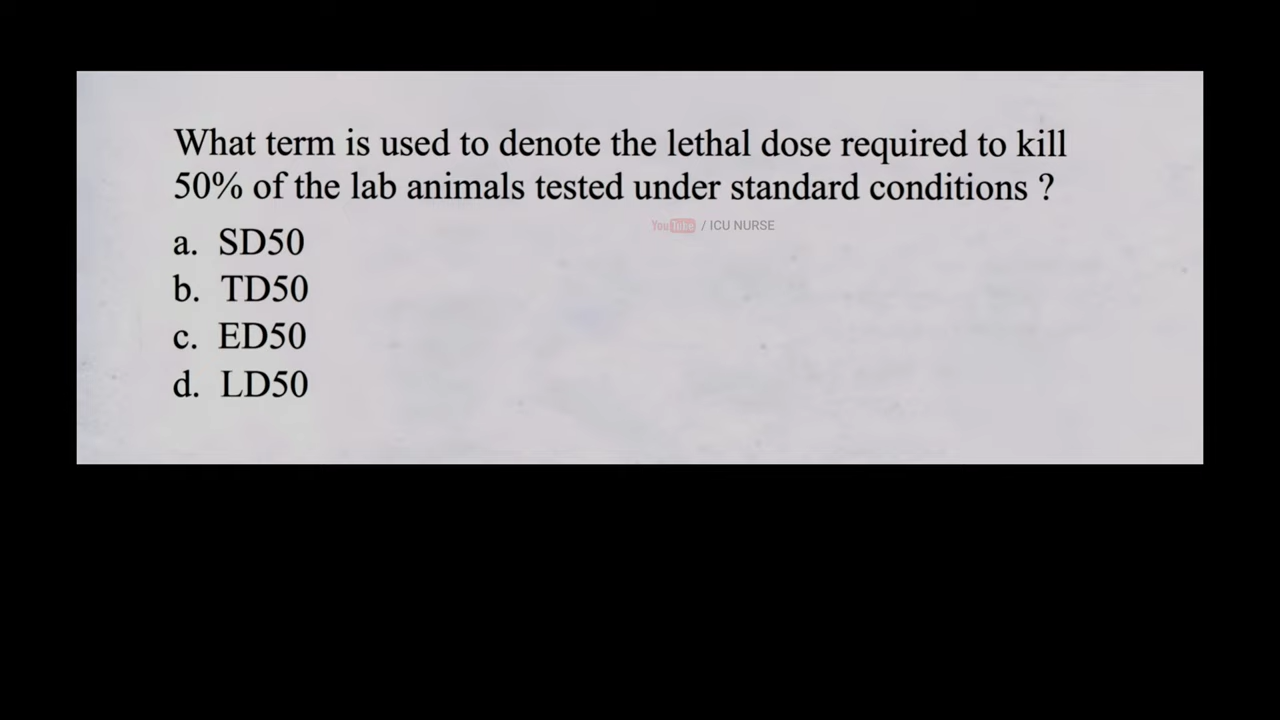 What term is used to denote the lethal dose required to kill
50% of the lab animals tested under standard conditions ?
YouTube / ICU NURSE
a. SD50
b. TD50
c. ED50
d. LD50